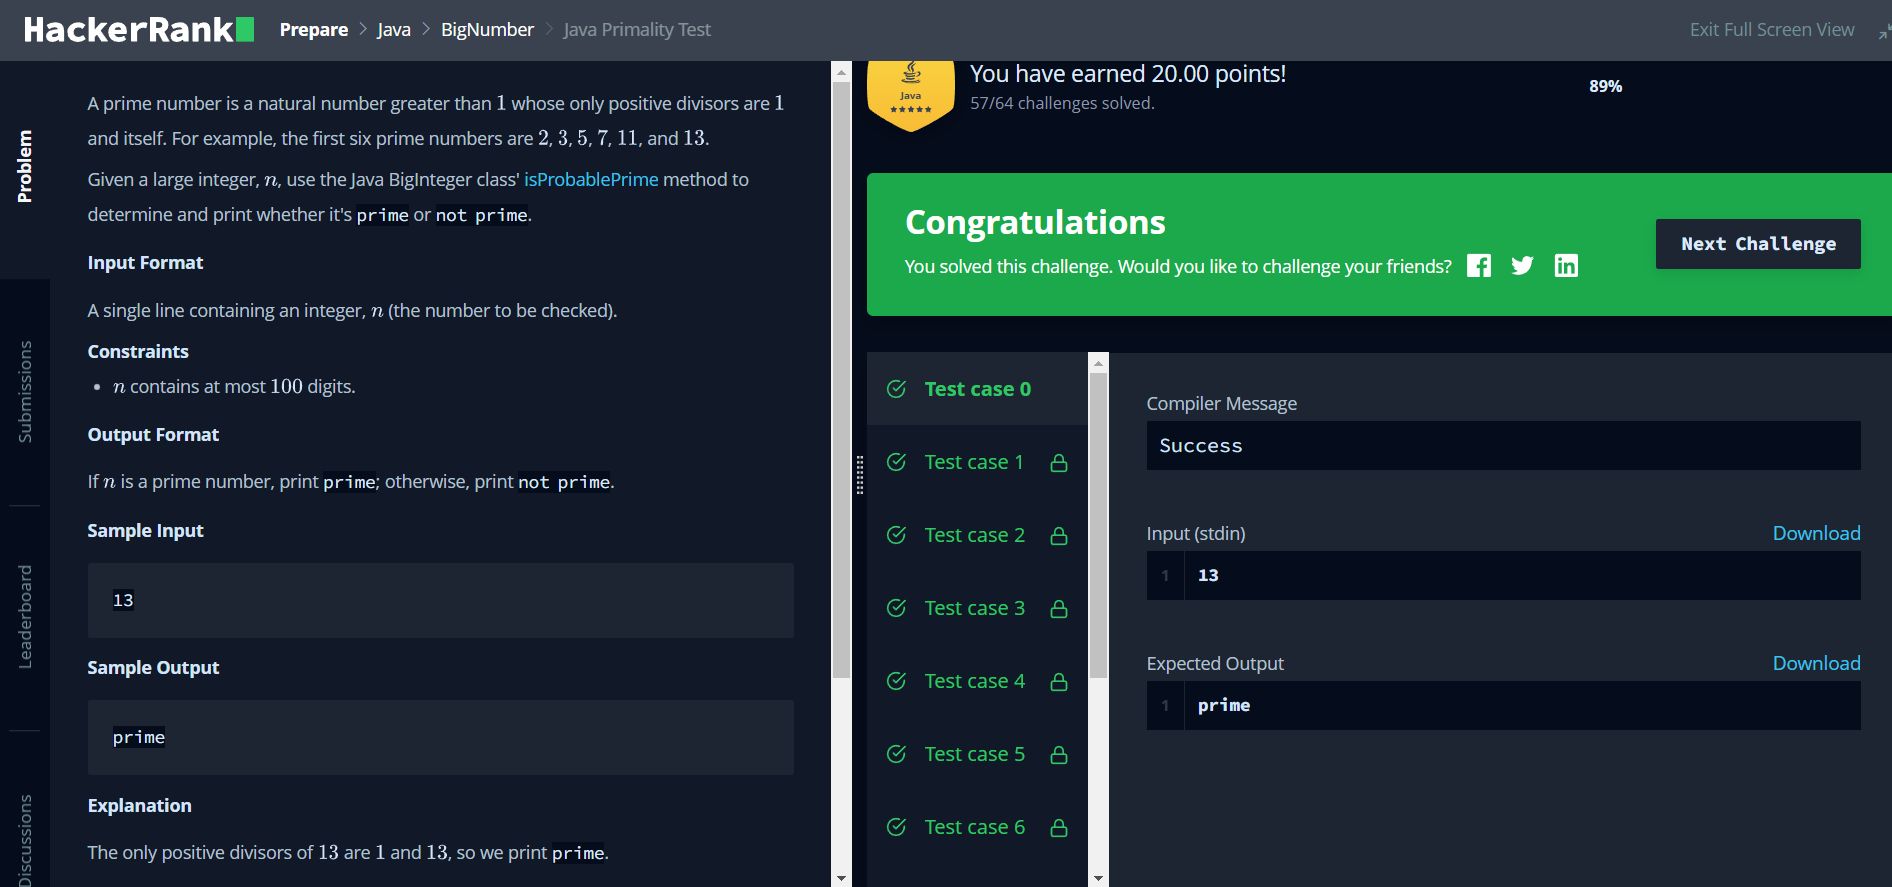 HackerRank
Prepare > Java > BigNumber > Java Primality Test
Exit Full Screen View
Problem
Submissions
Leaderboard
Discussions
A prime number is a natural number greater than 1 whose only positive divisors are 1
and itself. For example, the first six prime numbers are 2, 3, 5, 7, 11, and 13.
Given a large integer, n, use the Java BigInteger class' isProbablePrime method to
determine and print whether it's prime or not prime.
Input Format
A single line containing an integer, n (the number to be checked).
Constraints
• n contains at most 100 digits.
Output Format
If n is a prime number, print prime; otherwise, print not prime.
Sample Input
13
Sample Output
prime
Explanation
The only positive divisors of 13 are 1 and 13, so we print prime.
Java
★★★★★
You have earned 20.00 points!
57/64 challenges solved.
89%
Congratulations
You solved this challenge. Would you like to challenge your friends?
Next Challenge
Test case 0
Test case 1
Test case 2
Test case 3
Test case 4
Test case 5
Test case 6
Compiler Message
Success
Input (stdin)
Download
1 13
Expected Output
Download
1 prime